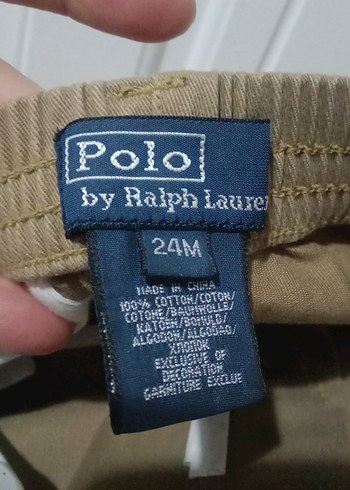 Polo
by Ralph Lauren
24M
MADE IN CHINA
100% COTTON/COTON/
COTONE/BAUMWOLLE/
KATOEN/BOMULD/
ALGODON/ALGODAO/
ХЛОПОК
EXCLUSIVE OF
DECORATION
GARNITURE EXCLUE